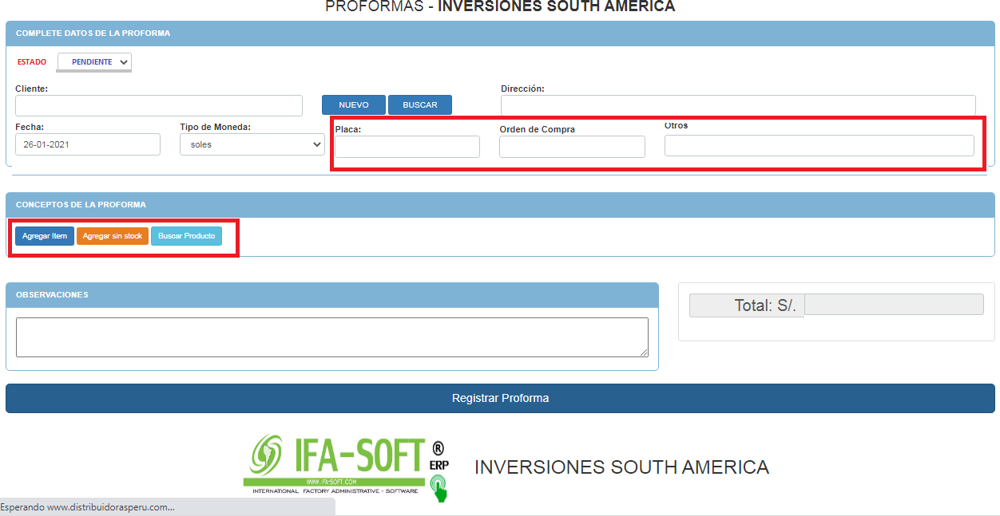 PROFORMAS - INVERSIONES SOUTH AMERICA
COMPLETE DATOS DE LA PROFORMA
ESTADO PENDIENTE
Cliente: Dirección:
NUEVO BUSCAR
Fecha: Tipo de Moneda: Placa: Orden de Compra Otros
26-01-2021 soles
CONCEPTOS DE LA PROFORMA
Agregar Item Agregar sin stock Buscar Producto
OBSERVACIONES
Total: S/.
Registrar Proforma
IFA-SOFT ® ERP
WWW.IFA-SOFT.COM
INTERNATIONAL FACTORY ADMINISTRATIVE - SOFTWARE
INVERSIONES SOUTH AMERICA
Esperando www.distribuidorasperu.com...